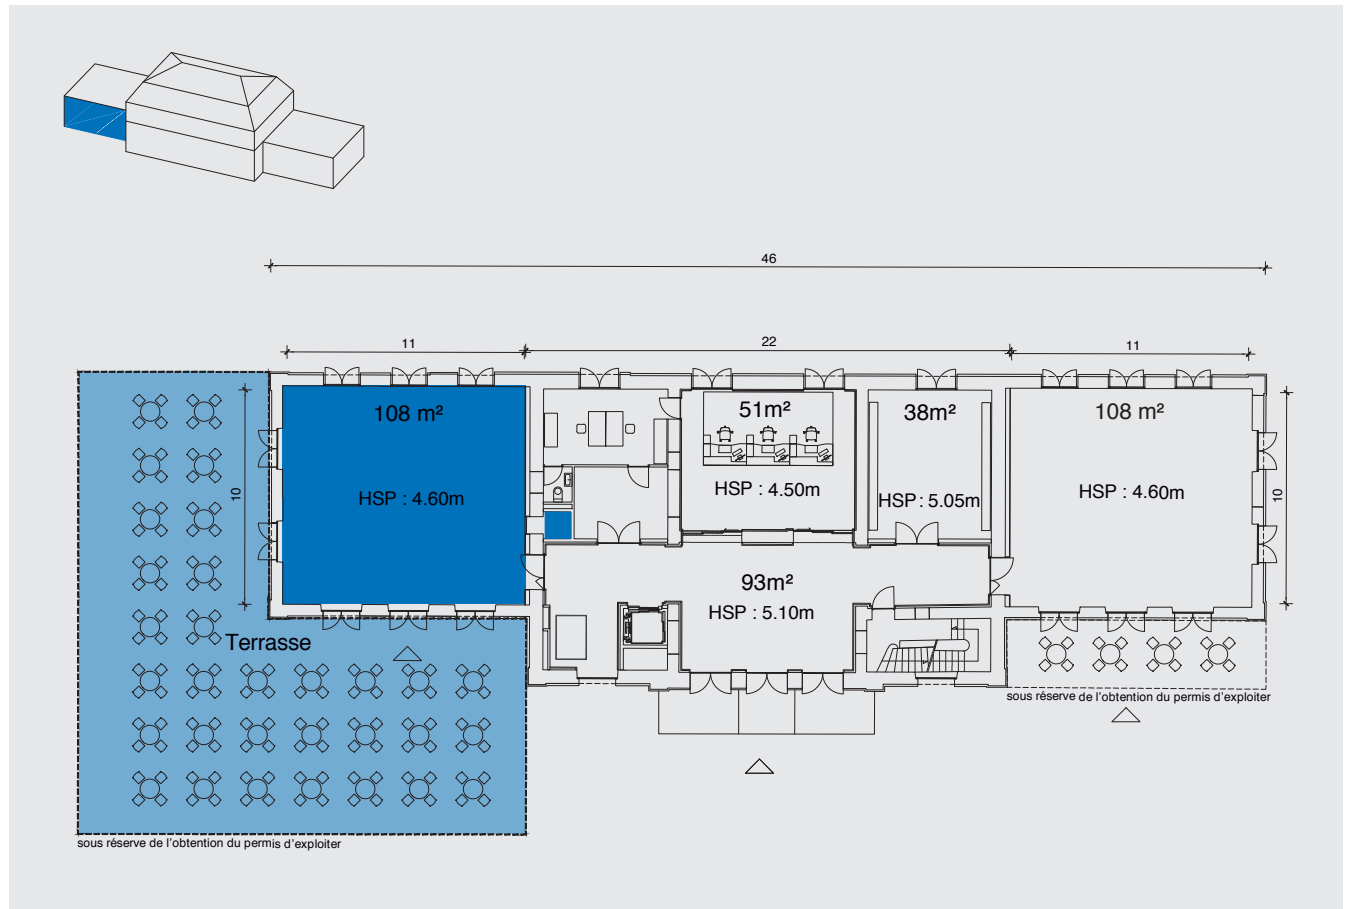 46
11
22
11
108 m²
51m²
38m²
108 m²
10
HSP : 4.60m
HSP : 4.50m
HSP : 5.05m
HSP : 4.60m
10
93m²
HSP : 5.10m
Terrasse
sous réserve de l'obtention du permis d'exploiter
sous réserve de l'obtention du permis d'exploiter